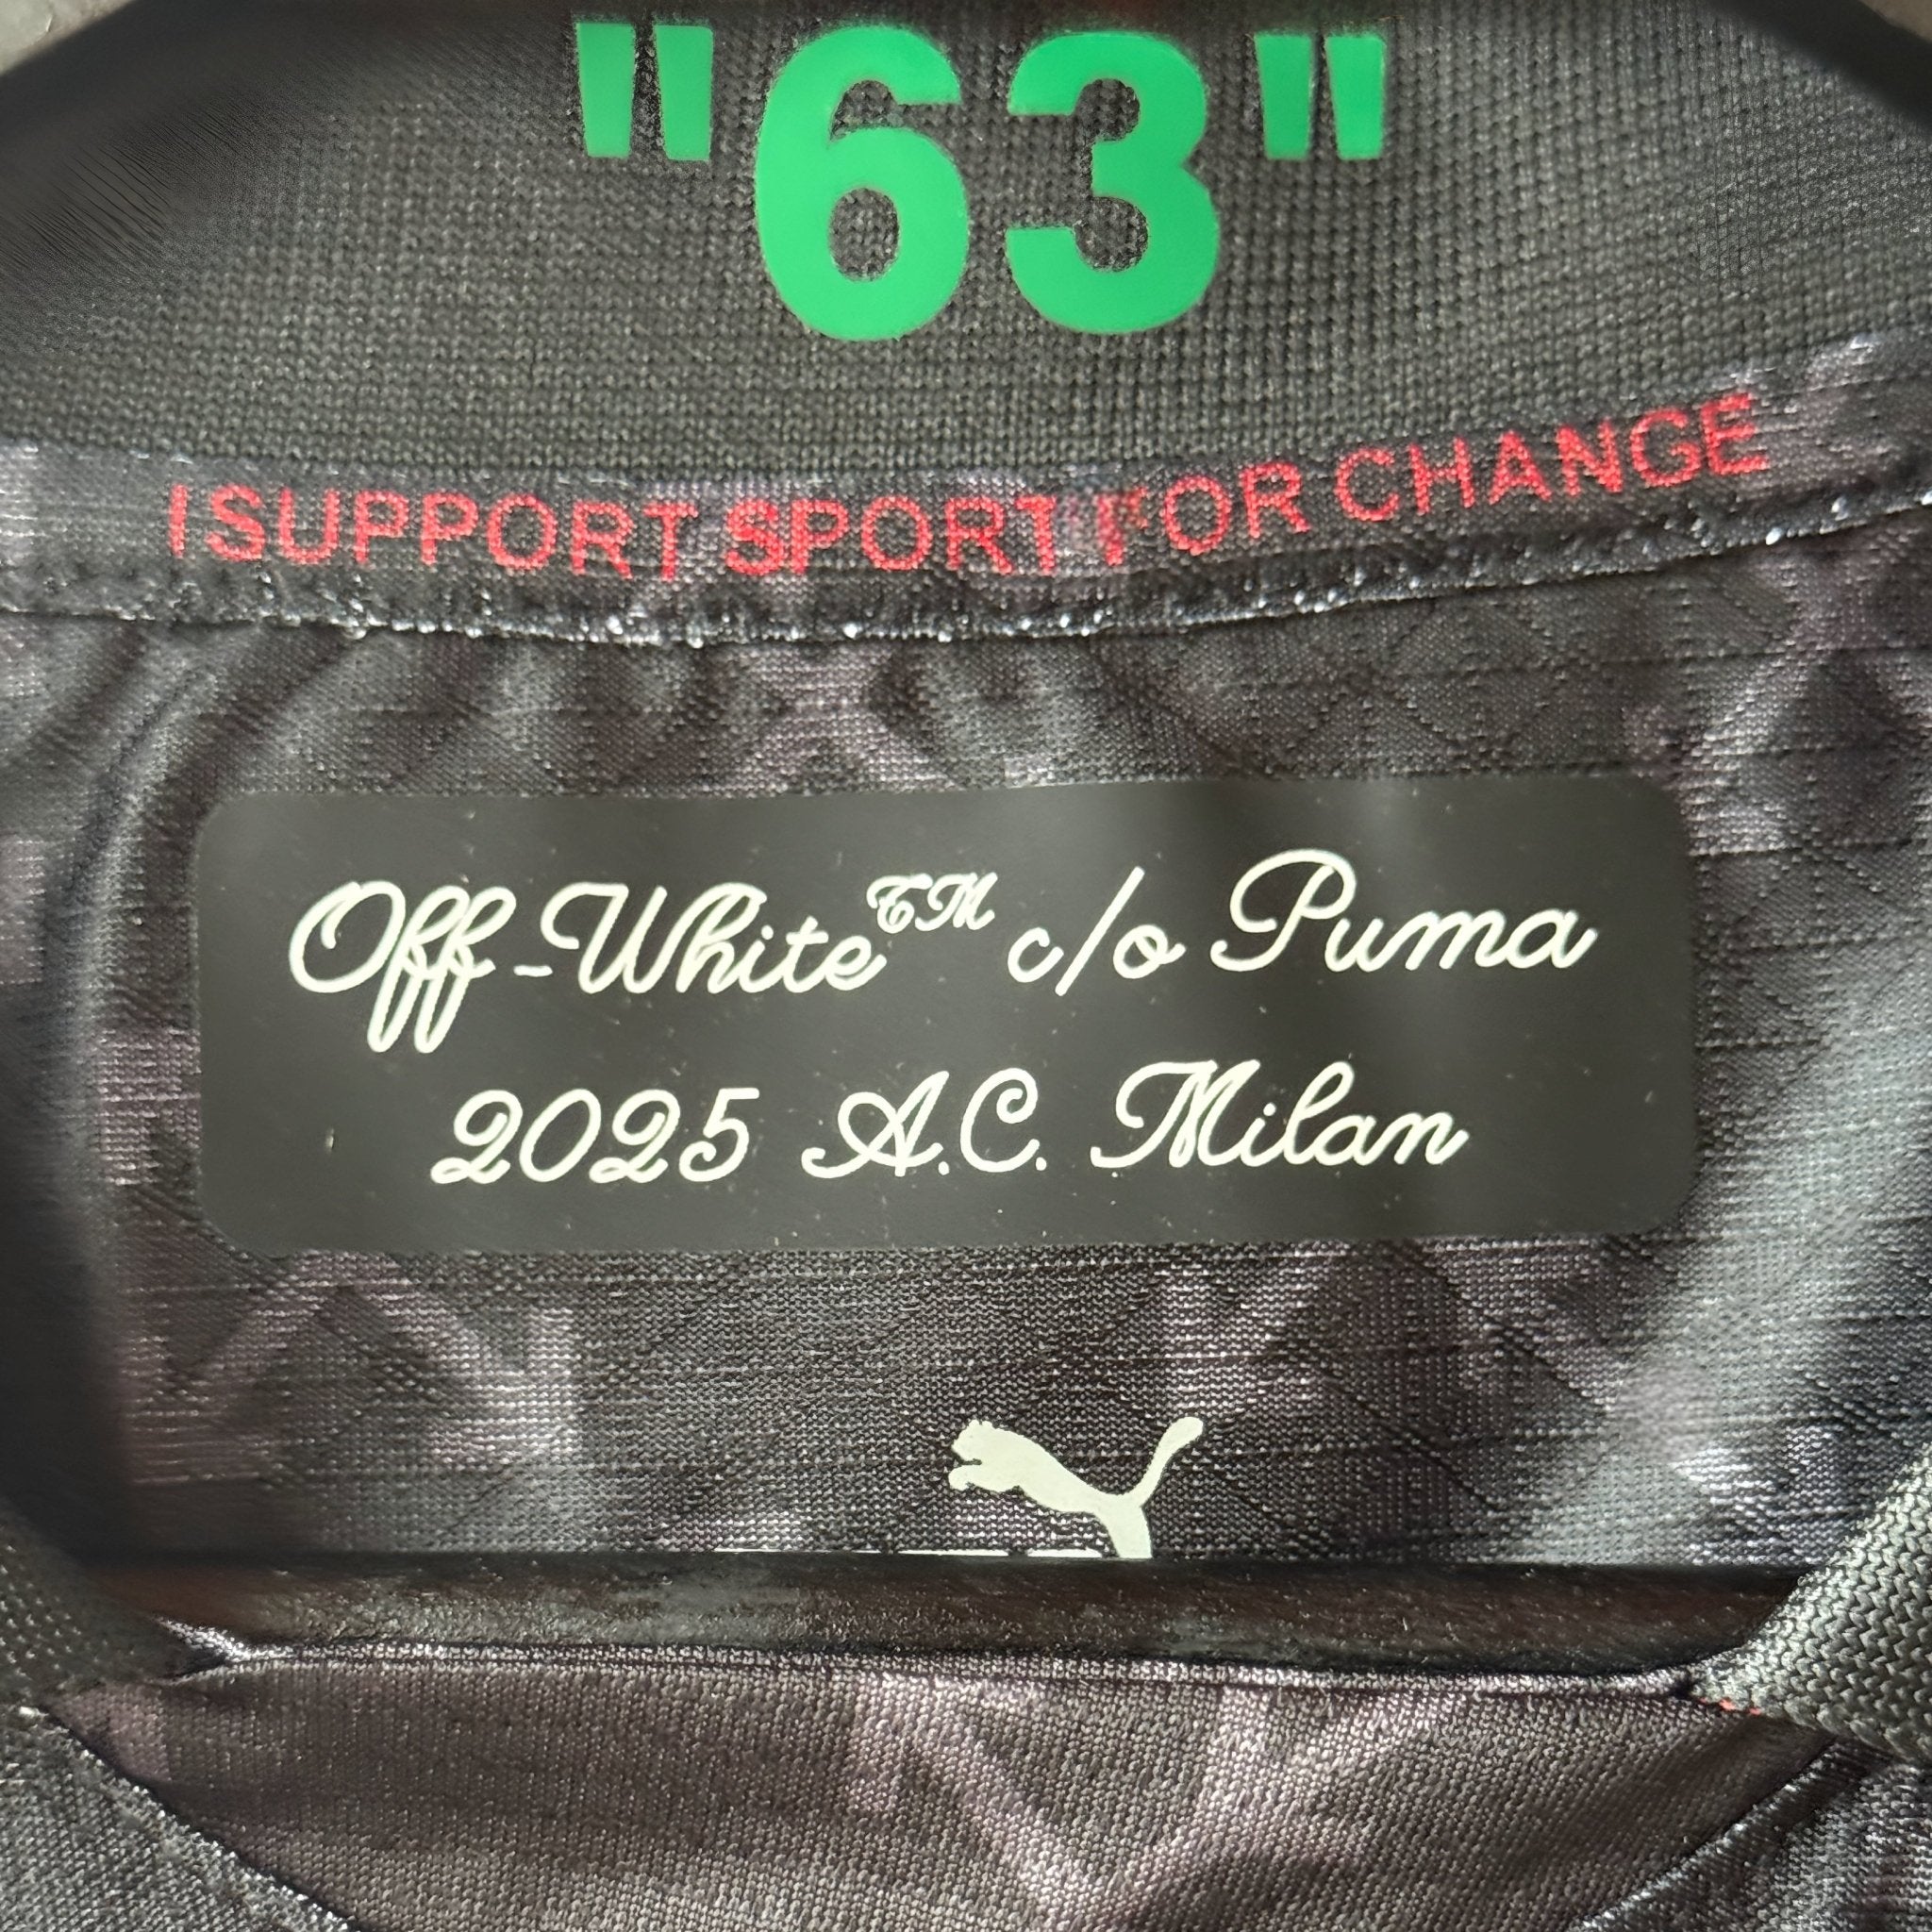 "63"
I SUPPORT SPORT FOR CHANGE
Off-White™ c/o Puma
2025 A.C. Milan